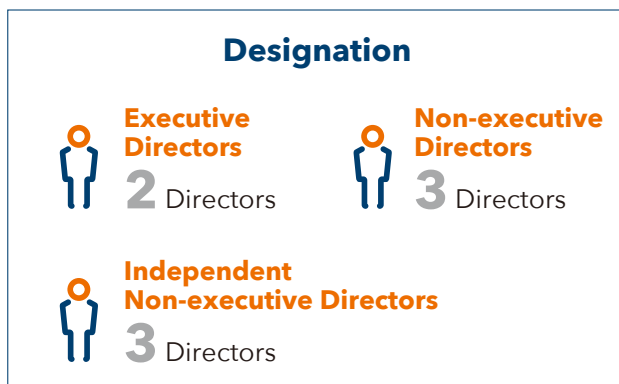 Designation
Executive
Directors
2 Directors
Non-executive
Directors
3 Directors
Independent
Non-executive Directors
3 Directors